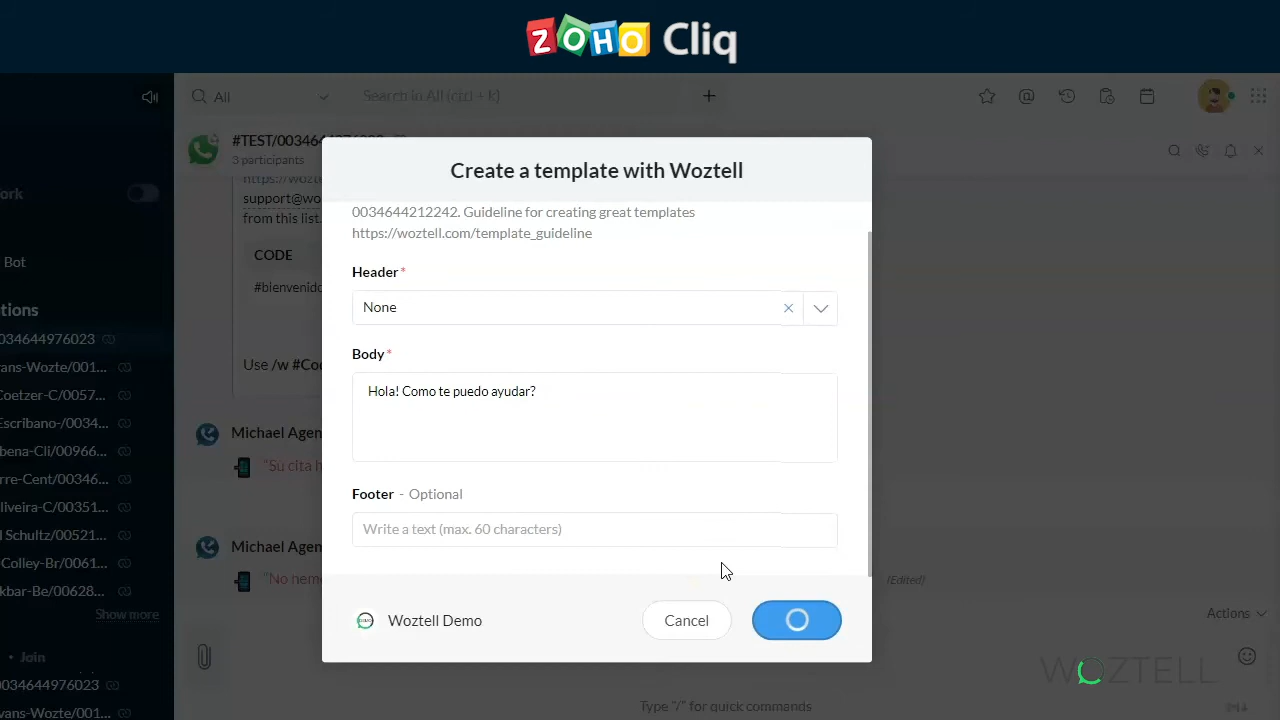 ZOHO Cliq
All
Search in All (ctrl + k)
#TEST/003464
3 participants
ork
support@wo
from this list.
Bot
CODE
#bienvenido
tions
034644976023
vans-Wozte/001...
Coetzer-C/0057...
Escribano-/0034...
bena-Cli/00966...
rre-Cent/00346...
liveira-C/00351...
l Schultz/00521...
Colley-Br/0061...
kbar-Be/00628...
Show more
Join
034644976023
vans-Wozte/001...
Use /w #Co
Michael Agen
"Su cita h
Michael Agen
"No hem
(Edited)
Actions
Type "/" for quick commands
WOZTELL
Create a template with Woztell
0034644212242. Guideline for creating great templates
https://woztell.com/template_guideline
Header*
None
Body*
Hola! Como te puedo ayudar?
Footer - Optional
Write a text (max. 60 characters)
Woztell Demo
Cancel